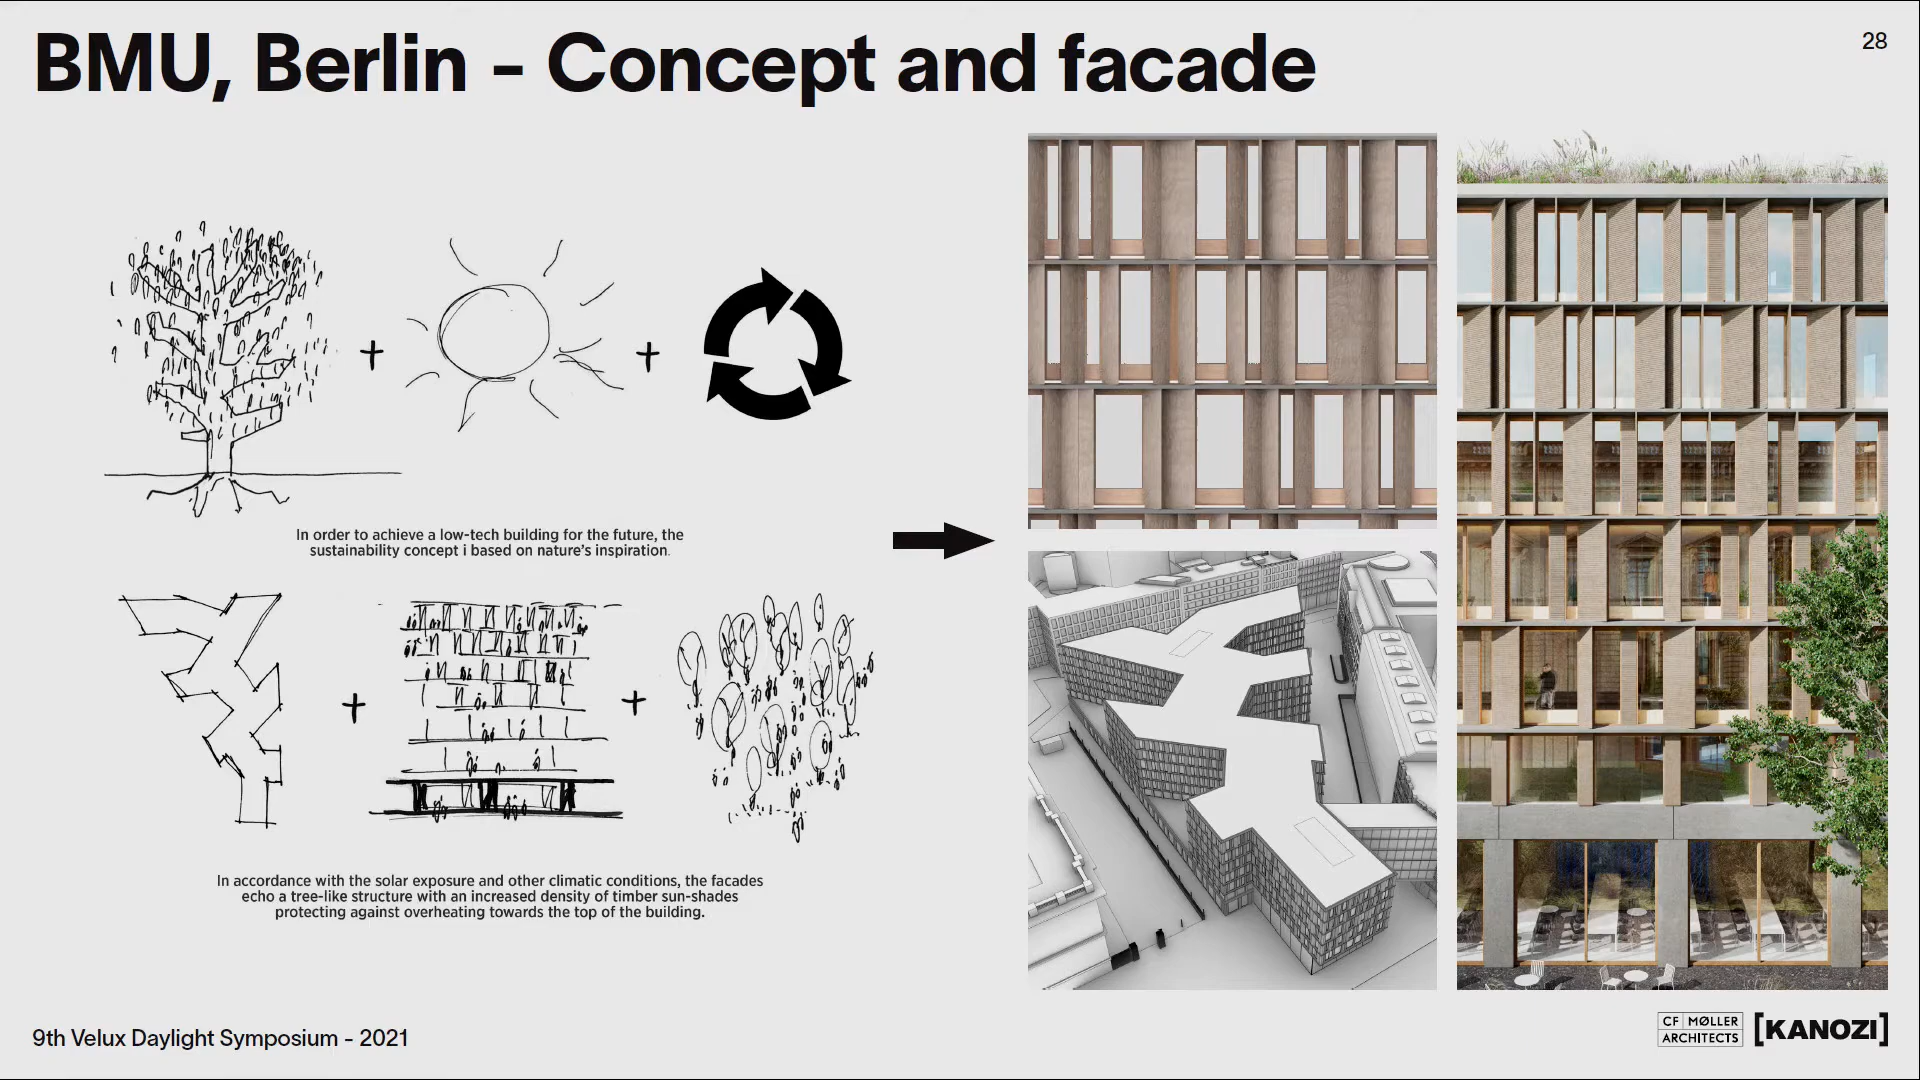 BMU, Berlin – Concept and facade
28
In order to achieve a low-tech building for the future, the
sustainability concept i based on nature's inspiration.
In accordance with the solar exposure and other climatic conditions, the facades
echo a tree-like structure with an increased density of timber sun-shades
protecting against overheating towards the top of the building.
9th Velux Daylight Symposium - 2021
CF MØLLER
ARCHITECTS
[KANOZI]